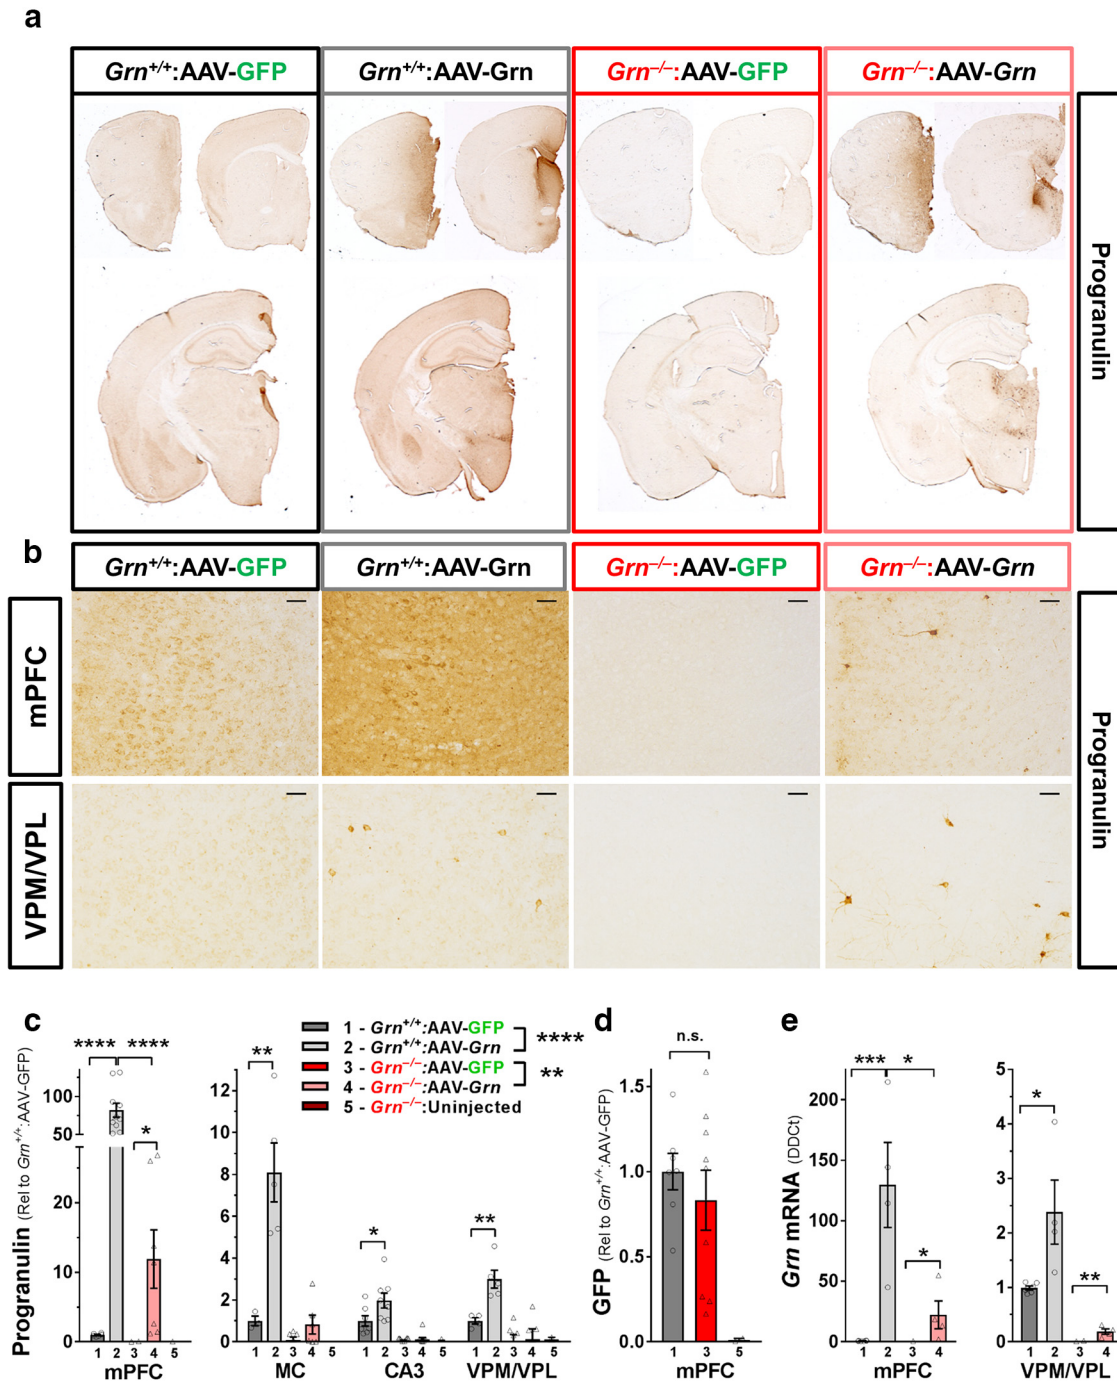 a
Grn+/+:AAV-GFP
Grn+/+:AAV-Grn
Grn–/–:AAV-GFP
Grn–/–:AAV-Grn
Progranulin
b
Grn+/+:AAV-GFP
Grn+/+:AAV-Grn
Grn–/–:AAV-GFP
Grn–/–:AAV-Grn
mPFC
VPM/VPL
Progranulin
c
1 - Grn+/+:AAV-GFP
2 - Grn+/+:AAV-Grn
****
3 - Grn–/–:AAV-GFP
4 - Grn–/–:AAV-Grn
**
5 - Grn–/–:Uninjected
Progranulin (Rel to Grn+/+:AAV-GFP)
**** ****
*
100
50
20
10
0
1 2 3 4 5
mPFC
**
*
**
12
10
8
6
4
2
0
1 2 3 4 5 1 2 3 4 5 1 2 3 4 5
MC CA3 VPM/VPL
d
n.s.
GFP (Rel to Grn+/+:AAV-GFP)
1.5
1.0
0.5
0.0
1 3 5
mPFC
e
Grn mRNA (DDCt)
*** *
*
200
150
100
50
0
1 2 3 4
mPFC
*
**
5
4
3
2
1
0
1 2 3 4
VPM/VPL